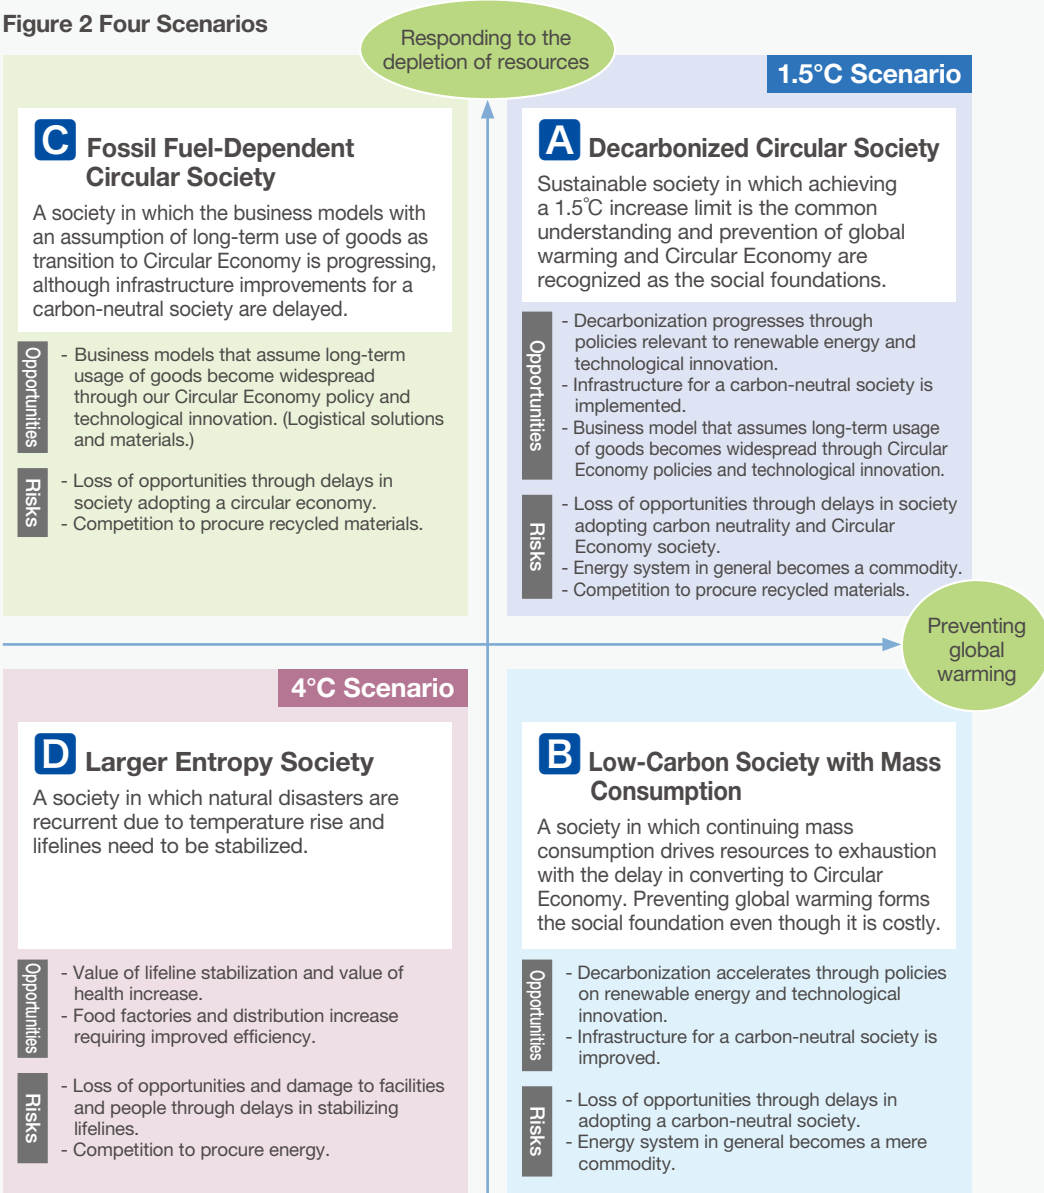 Figure 2 Four Scenarios
Responding to the
depletion of resources
C Fossil Fuel-Dependent
Circular Society
A society in which the business models with
an assumption of long-term use of goods as
transition to Circular Economy is progressing,
although infrastructure improvements for a
carbon-neutral society are delayed.
Opportunities
- Business models that assume long-term
usage of goods become widespread
through our Circular Economy policy and
technological innovation. (Logistical solutions
and materials.)
Risks
- Loss of opportunities through delays in
society adopting a circular economy.
- Competition to procure recycled materials.
1.5°C Scenario
A Decarbonized Circular Society
Sustainable society in which achieving
a 1.5℃ increase limit is the common
understanding and prevention of global
warming and Circular Economy are
recognized as the social foundations.
Opportunities
- Decarbonization progresses through
policies relevant to renewable energy and
technological innovation.
- Infrastructure for a carbon-neutral society is
implemented.
- Business model that assumes long-term usage
of goods becomes widespread through Circular
Economy policies and technological innovation.
Risks
- Loss of opportunities through delays in society
adopting carbon neutrality and Circular
Economy society.
- Energy system in general becomes a commodity.
- Competition to procure recycled materials.
Preventing
global
warming
4°C Scenario
D Larger Entropy Society
A society in which natural disasters are
recurrent due to temperature rise and
lifelines need to be stabilized.
Opportunities
- Value of lifeline stabilization and value of
health increase.
- Food factories and distribution increase
requiring improved efficiency.
Risks
- Loss of opportunities and damage to facilities
and people through delays in stabilizing
lifelines.
- Competition to procure energy.
B Low-Carbon Society with Mass
Consumption
A society in which continuing mass
consumption drives resources to exhaustion
with the delay in converting to Circular
Economy. Preventing global warming forms
the social foundation even though it is costly.
Opportunities
- Decarbonization accelerates through policies
on renewable energy and technological
innovation.
- Infrastructure for a carbon-neutral society is
improved.
Risks
- Loss of opportunities through delays in
adopting a carbon-neutral society.
- Energy system in general becomes a mere
commodity.